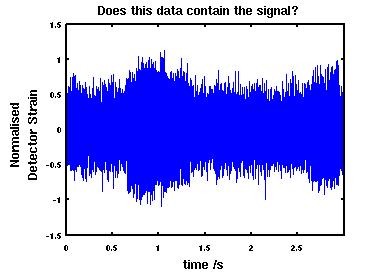 Does this data contain the signal?
1.5
1
0.5
0
-0.5
-1
-1.5
Normalised
Detector Strain
0 0.5 1 1.5 2 2.5
time /s